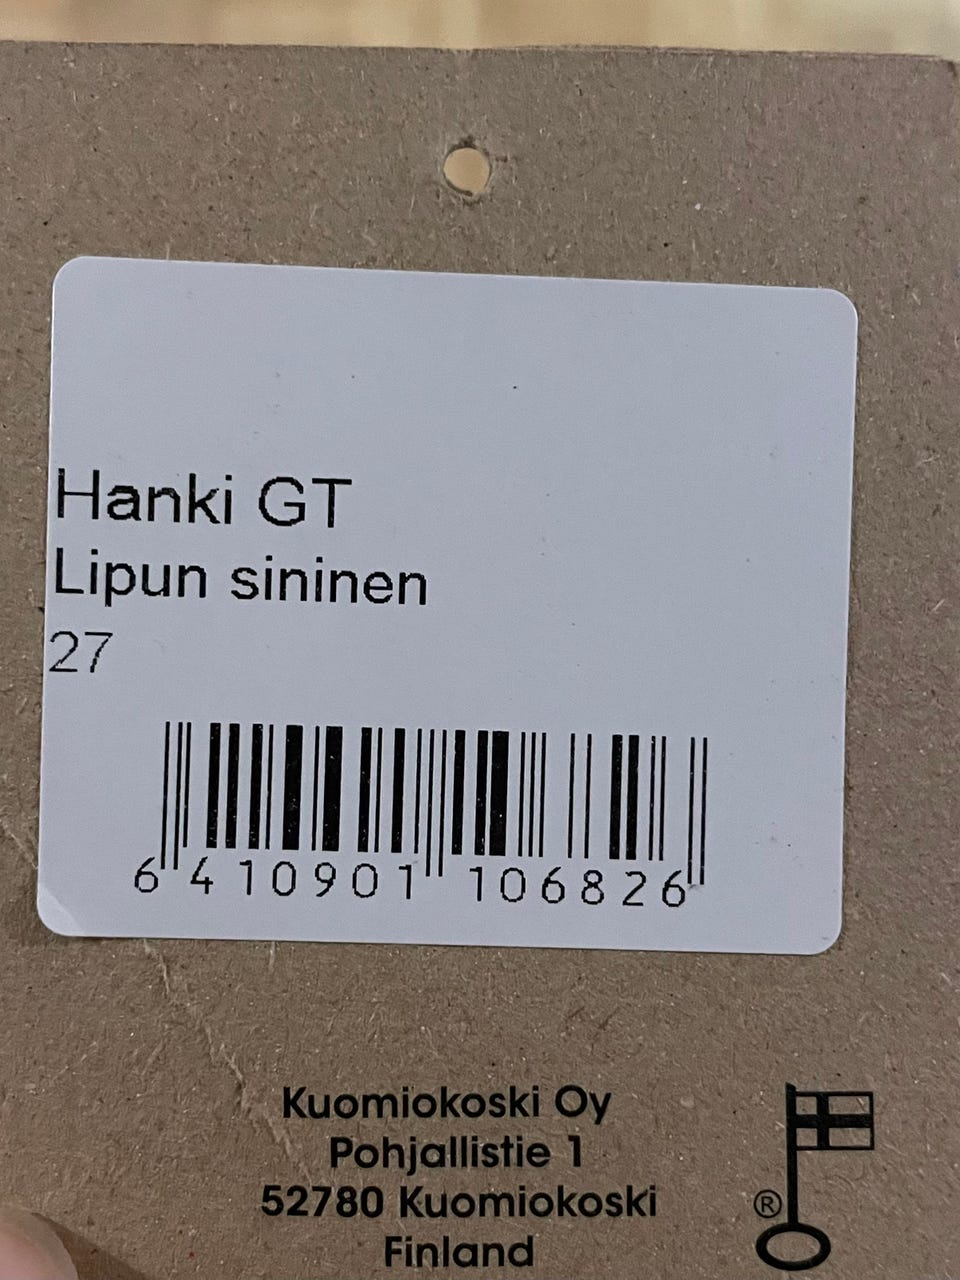 Hanki GT
Lipun sininen
27
6 410901 106826
Kuomiokoski Oy
Pohjallistie 1
52780 Kuomiokoski
Finland
®